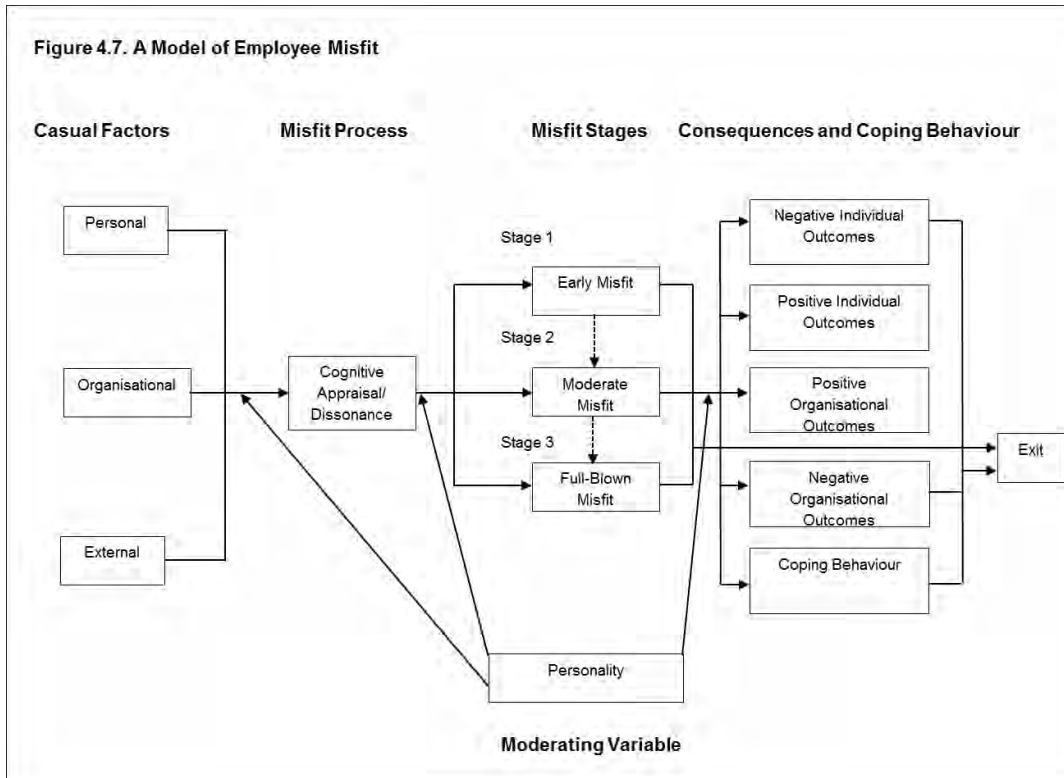 Figure 4.7. A Model of Employee Misfit
Casual Factors
Misfit Process
Misfit Stages
Consequences and Coping Behaviour
Personal
Organisational
External
Cognitive
Appraisal/
Dissonance
Stage 1
Early Misfit
Stage 2
Moderate
Misfit
Stage 3
Full-Blown
Misfit
Negative Individual
Outcomes
Positive Individual
Outcomes
Positive
Organisational
Outcomes
Negative
Organisational
Outcomes
Coping Behaviour
Exit
Personality
Moderating Variable